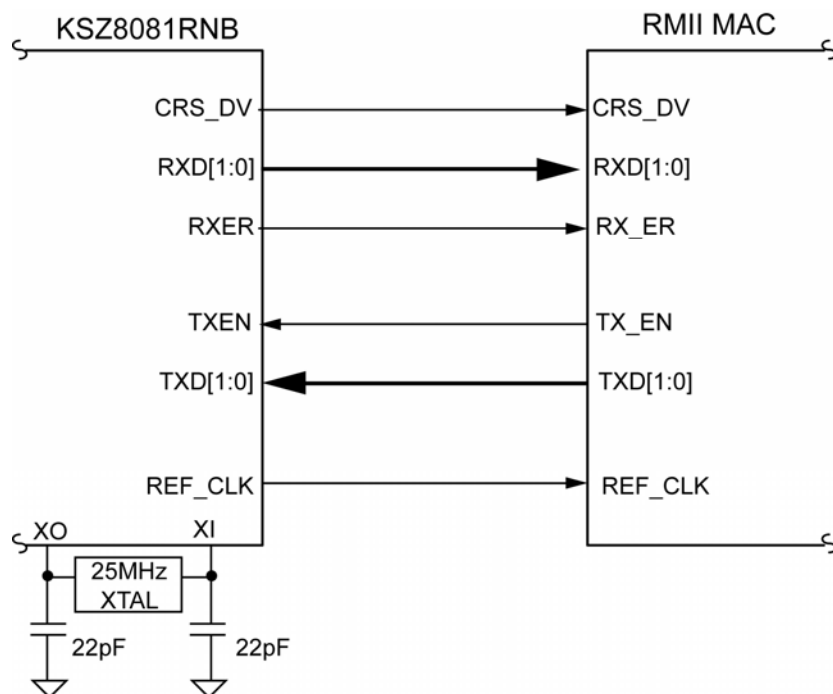 KSZ8081RNB
RMII MAC
CRS_DV
CRS_DV
RXD[1:0]
RXD[1:0]
RXER
RX_ER
TXEN
TX_EN
TXD[1:0]
TXD[1:0]
REF_CLK
REF_CLK
XO
XI
25MHz
XTAL
22pF
22pF